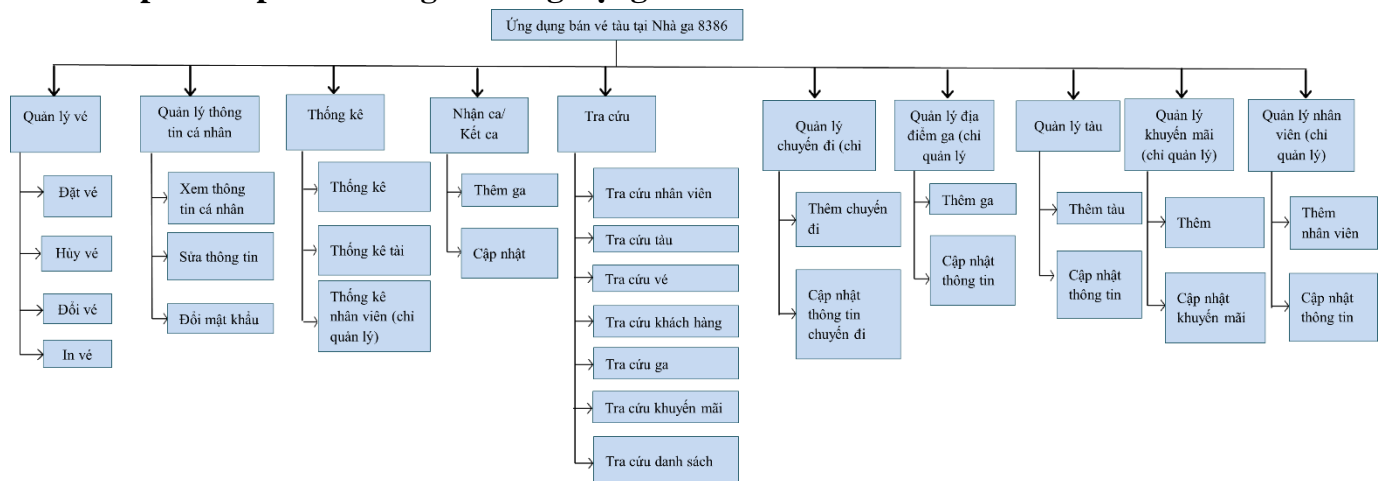 Ứng dụng bán vé tàu tại Nhà ga 8386
Quản lý vé
Đặt vé
Hủy vé
Đổi vé
In vé
Quản lý thông
tin cá nhân
Xem thông
tin cá nhân
Sửa thông tin
Đổi mật khẩu
Thống kê
Thống kê
Thống kê tài
Thống kê
nhân viên (chỉ
quản lý)
Nhận ca/
Kết ca
Thêm ga
Cập nhật
Tra cứu
Tra cứu nhân viên
Tra cứu tàu
Tra cứu vé
Tra cứu khách hàng
Tra cứu ga
Tra cứu khuyến mãi
Tra cứu danh sách
Quản lý
chuyến đi (chỉ
Thêm chuyến
đi
Cập nhật
thông tin
chuyến đi
Quản lý địa
điểm ga (chỉ
quản lý
Thêm ga
Cập nhật
thông tin
Quản lý tàu
Thêm tàu
Cập nhật
thông tin
Quản lý
khuyến mãi
(chỉ quản lý)
Thêm
Cập nhật
khuyến mãi
Quản lý nhân
viên (chỉ
quản lý)
Thêm
nhân viên
Cập nhật
thông tin